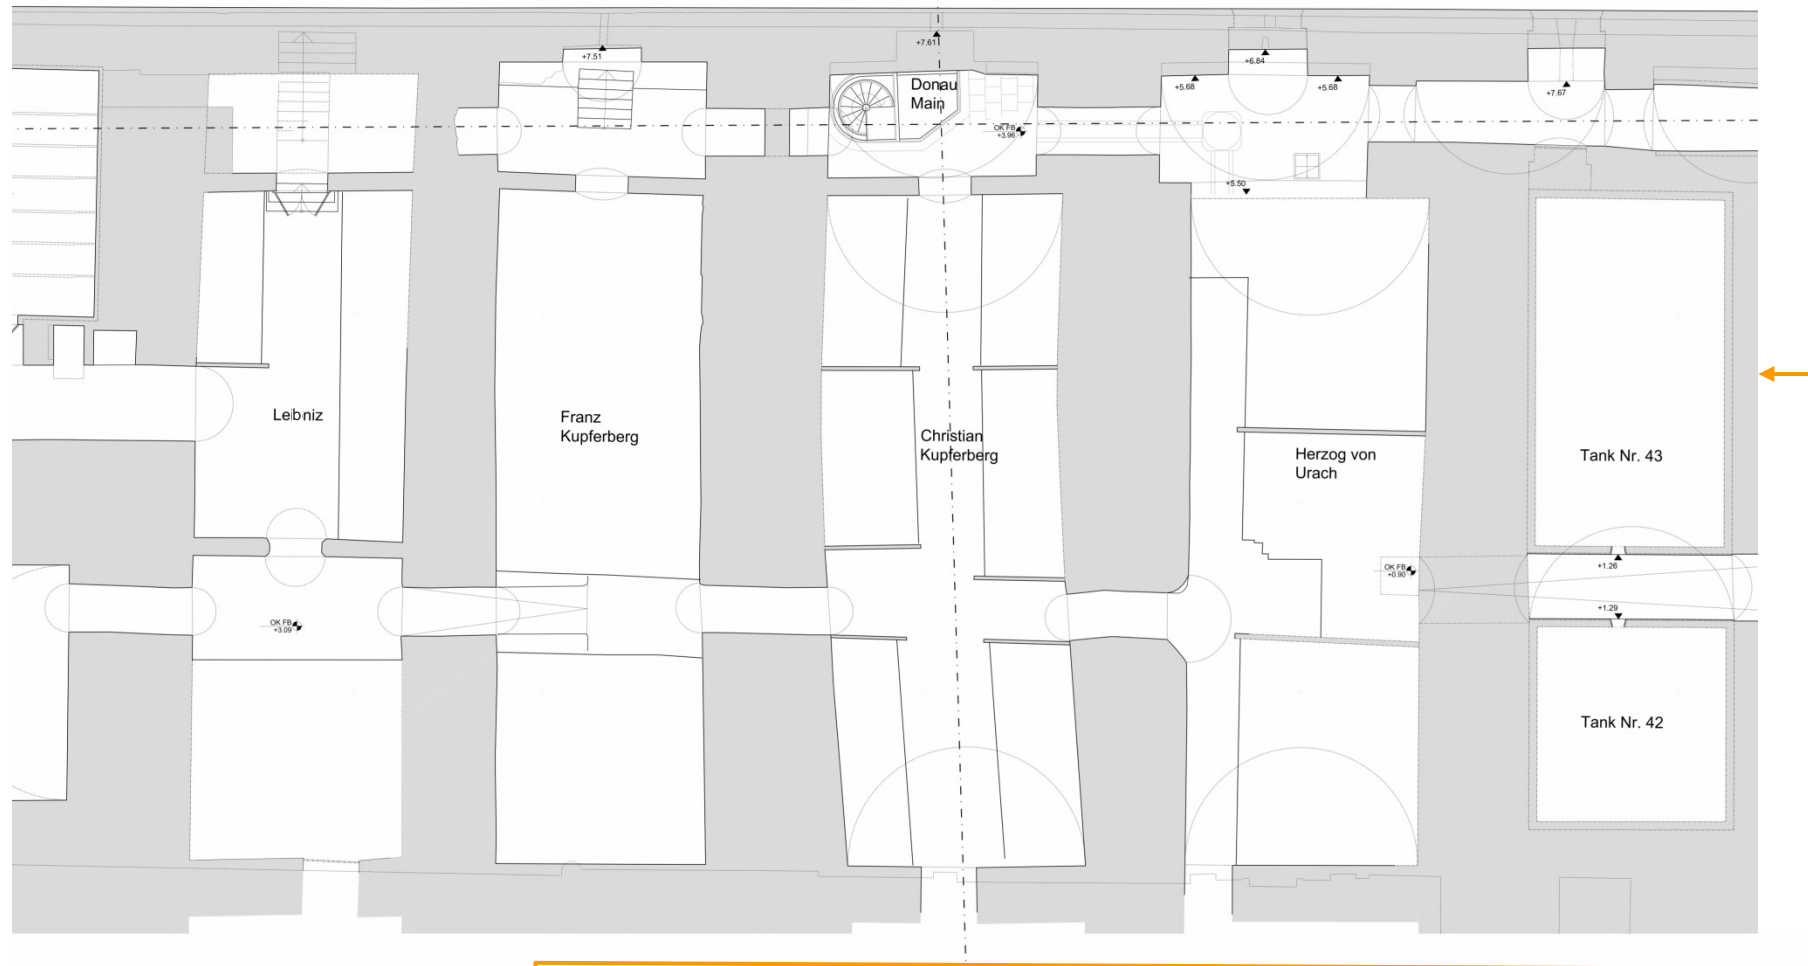 +7.51
+7.61
+6.84
+5.68
+5.68
+7.67
Donau
Main
OK FB
+3.96
+5.50
Leibniz
Franz
Kupferberg
Christian
Kupferberg
Herzog von
Urach
Tank Nr. 43
OK FB
+0.90
+1.26
+1.29
OK FB
+3.09
Tank Nr. 42